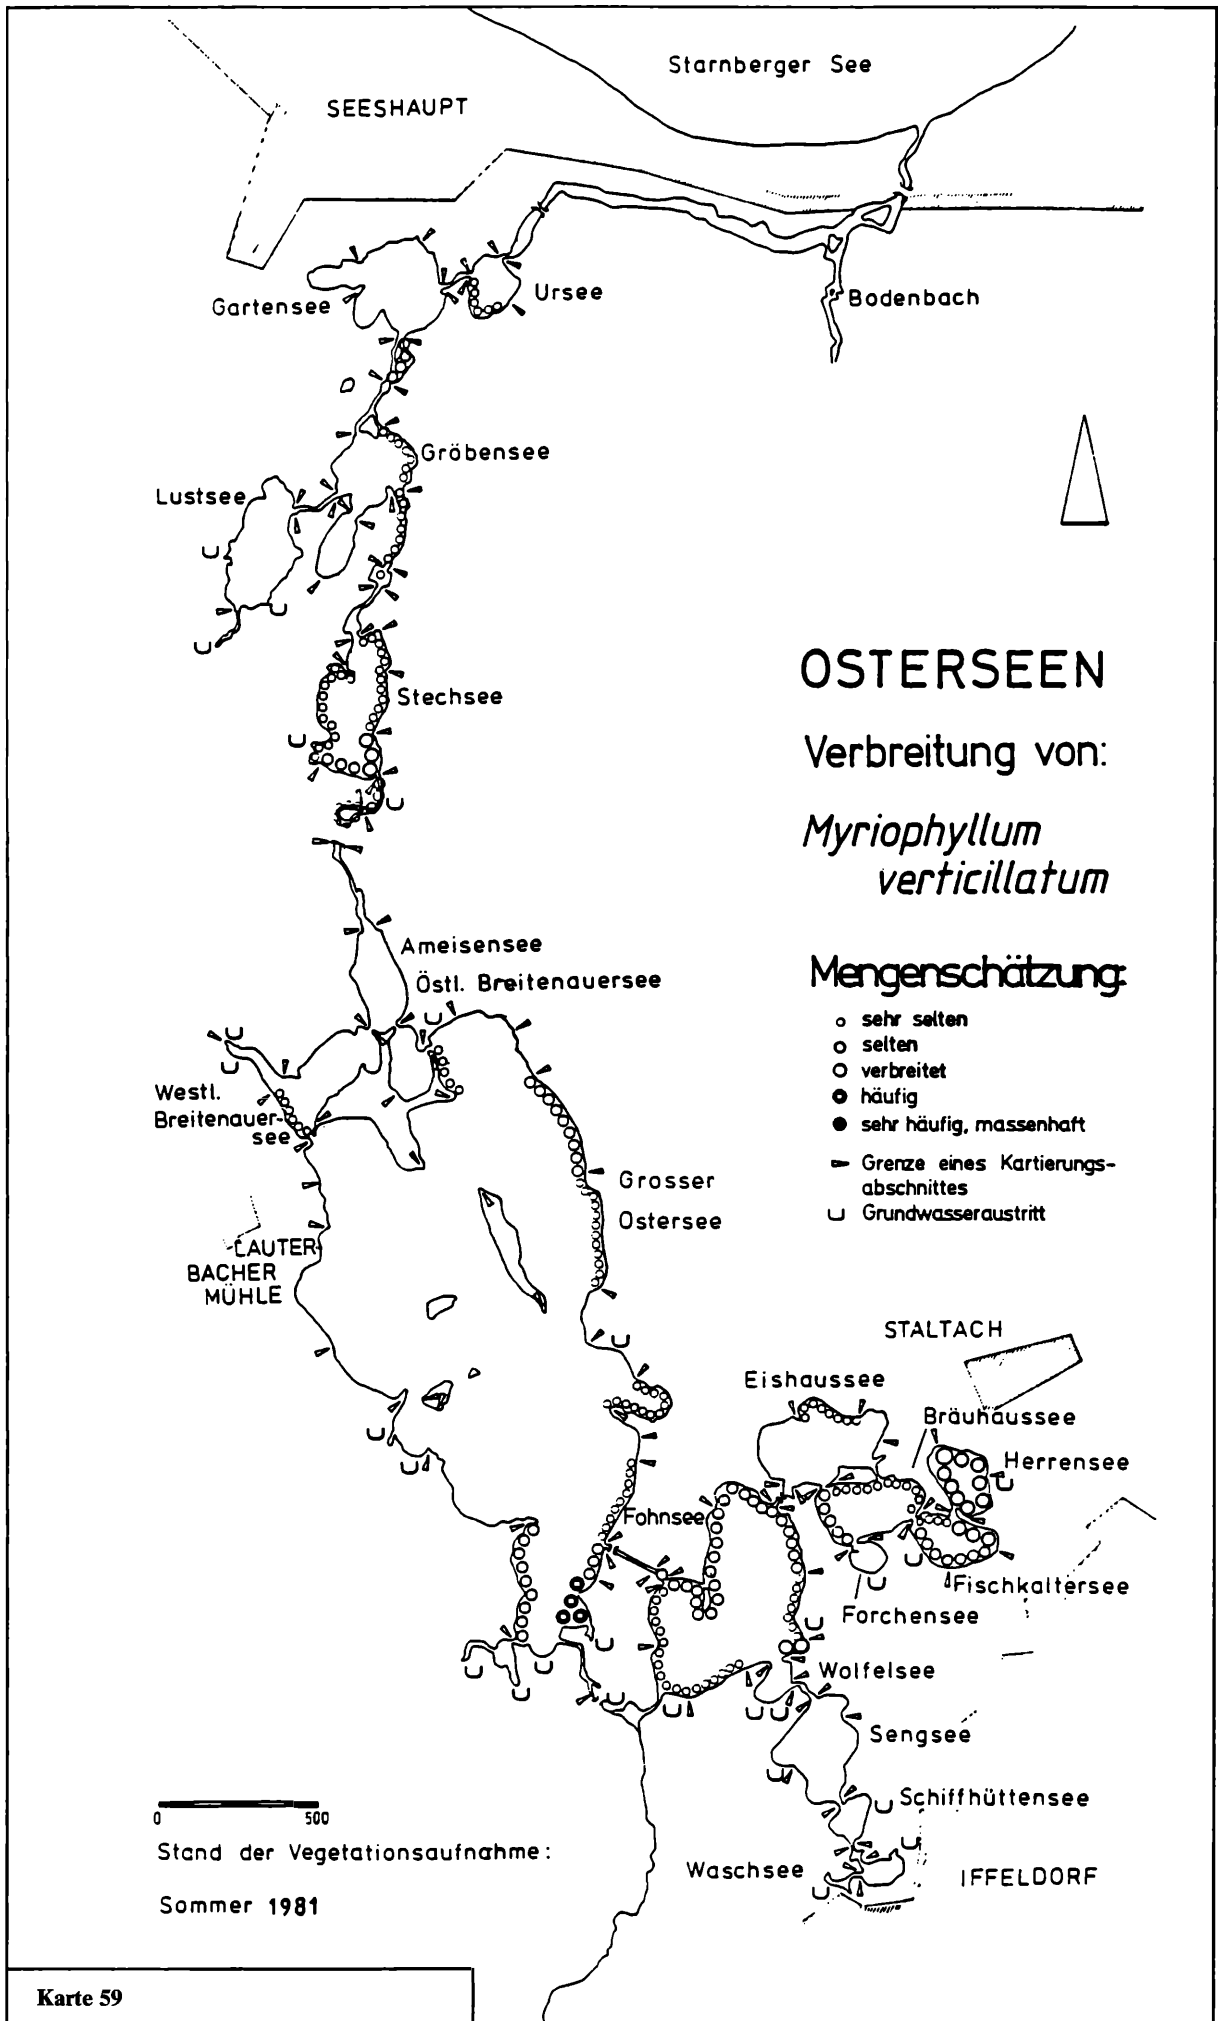 Starnberger See
SEESHAUPT
Gartensee
Ursee
Bodenbach
Gröbensee
Lustsee
Stechsee
OSTERSEEN
Verbreitung von:
Myriophyllum
verticillatum
Ameisensee
Östl. Breitenauersee
Mengenschätzung:
sehr selten
selten
verbreitet
häufig
sehr häufig, massenhaft
Grenze eines Kartierungs-
abschnittes
Grundwasseraustritt
Westl.
Breitenauer-
see
Grosser
Ostersee
LAUTER-
BACHER
MÜHLE
STALTACH
Eishaussee
Bräuhaussee
Herrensee
Fohnsee
Fischkaltersee
Forchensee
Wolfelsee
Sengsee
Schiffhüttensee
Waschsee
IFFELDORF
0 500
Stand der Vegetationsaufnahme:
Sommer 1981
Karte 59